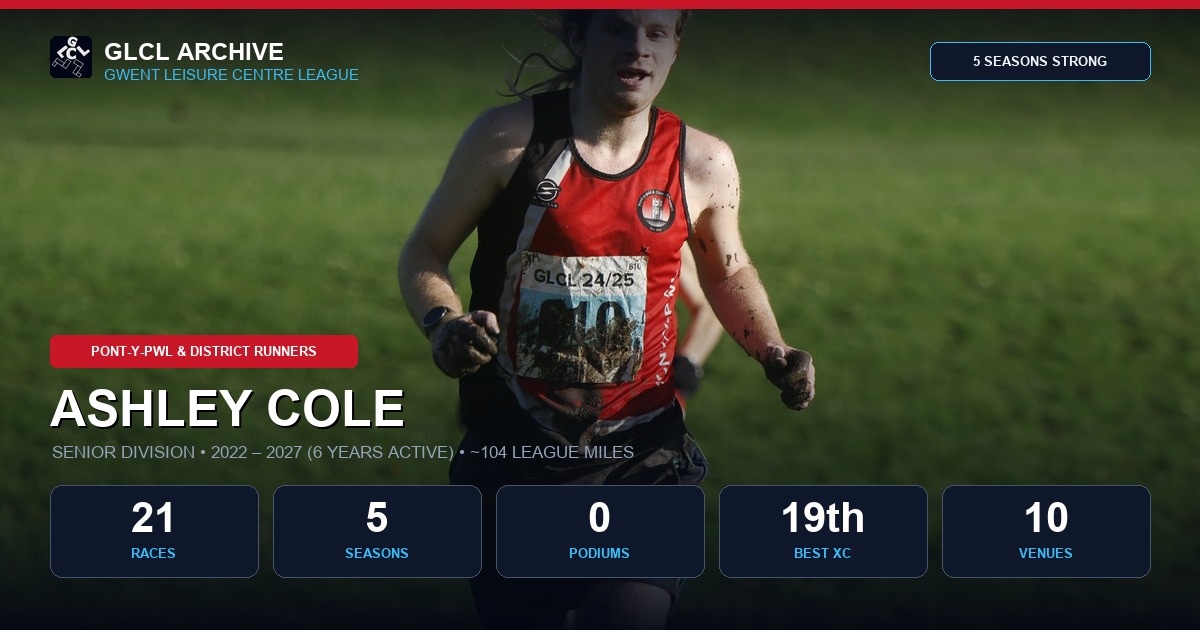 GLCL ARCHIVE
GWENT LEISURE CENTRE LEAGUE
5 SEASONS STRONG
GLCL 24/25
610
PONT-Y-PWL & DISTRICT RUNNERS
ASHLEY COLE
SENIOR DIVISION • 2022 – 2027 (6 YEARS ACTIVE) • ~104 LEAGUE MILES
21
5
0
19th
10
RACES
SEASONS
PODIUMS
BEST XC
VENUES